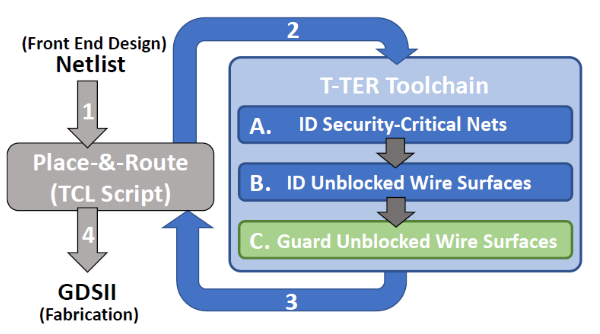 (Front End Design)
Netlist
1
Place-&-Route
(TCL Script)
4
GDSII
(Fabrication)
2
T-TER Toolchain
A. ID Security-Critical Nets
B. ID Unblocked Wire Surfaces
C. Guard Unblocked Wire Surfaces
3